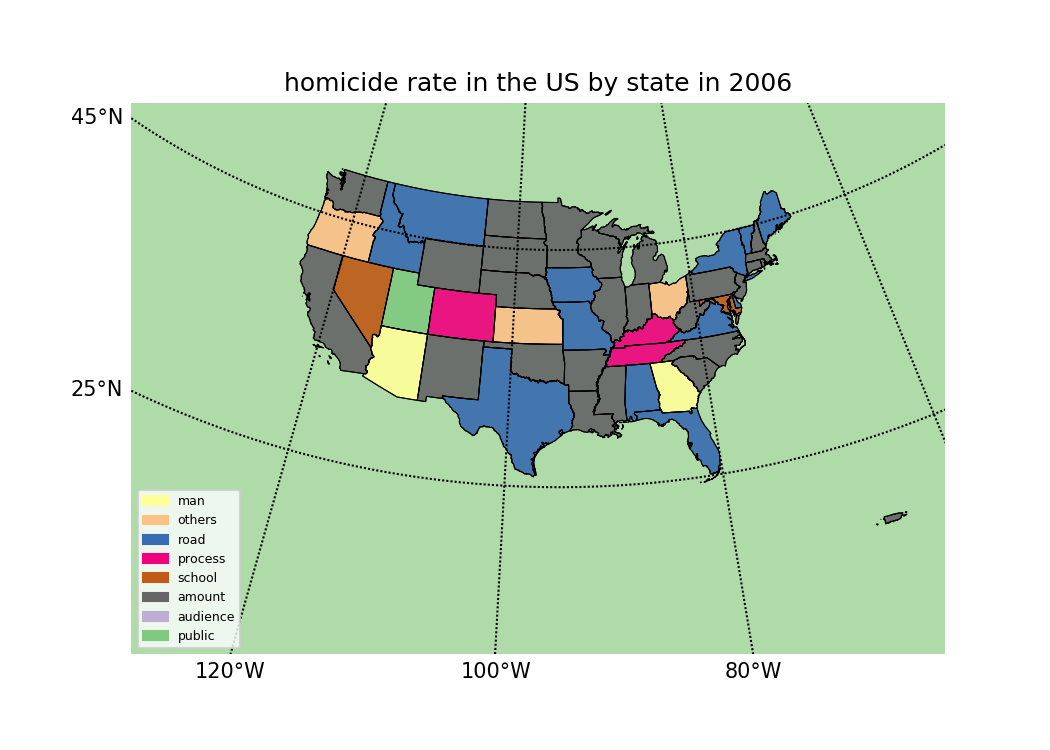 homicide rate in the US by state in 2006
45°N
25°N
man
others
road
process
school
amount
audience
public
120°W
100°W
80°W